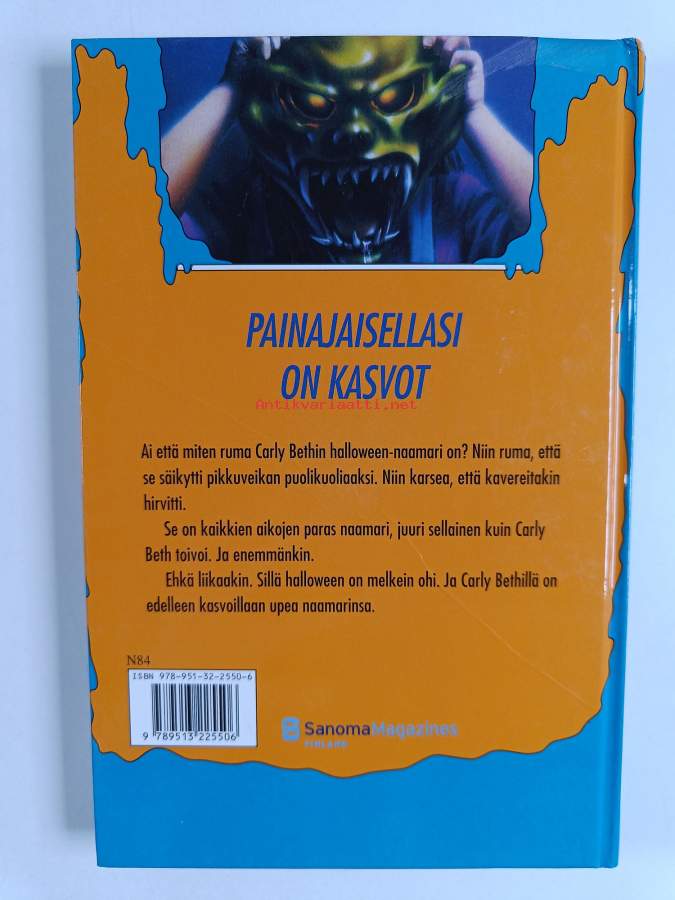 PAINAJAISELLASI
ON KASVOT
Antikvariaatti.net
Ai että miten ruma Carly Bethin halloween-naamari on? Niin ruma, että
se säikytti pikkuveikan puolikuoliaaksi. Niin karsea, että kavereitakin
hirvitti.
Se on kaikkien aikojen paras naamari, juuri sellainen kuin Carly
Beth toivoi. Ja enemmänkin.
Ehkä liikaakin. Sillä halloween on melkein ohi. Ja Carly Bethillä on
edelleen kasvoillaan upea naamarinsa.
N84
ISBN 978-951-32-2550-6
9 789513 225506
SanomaMagazines
FINLAND